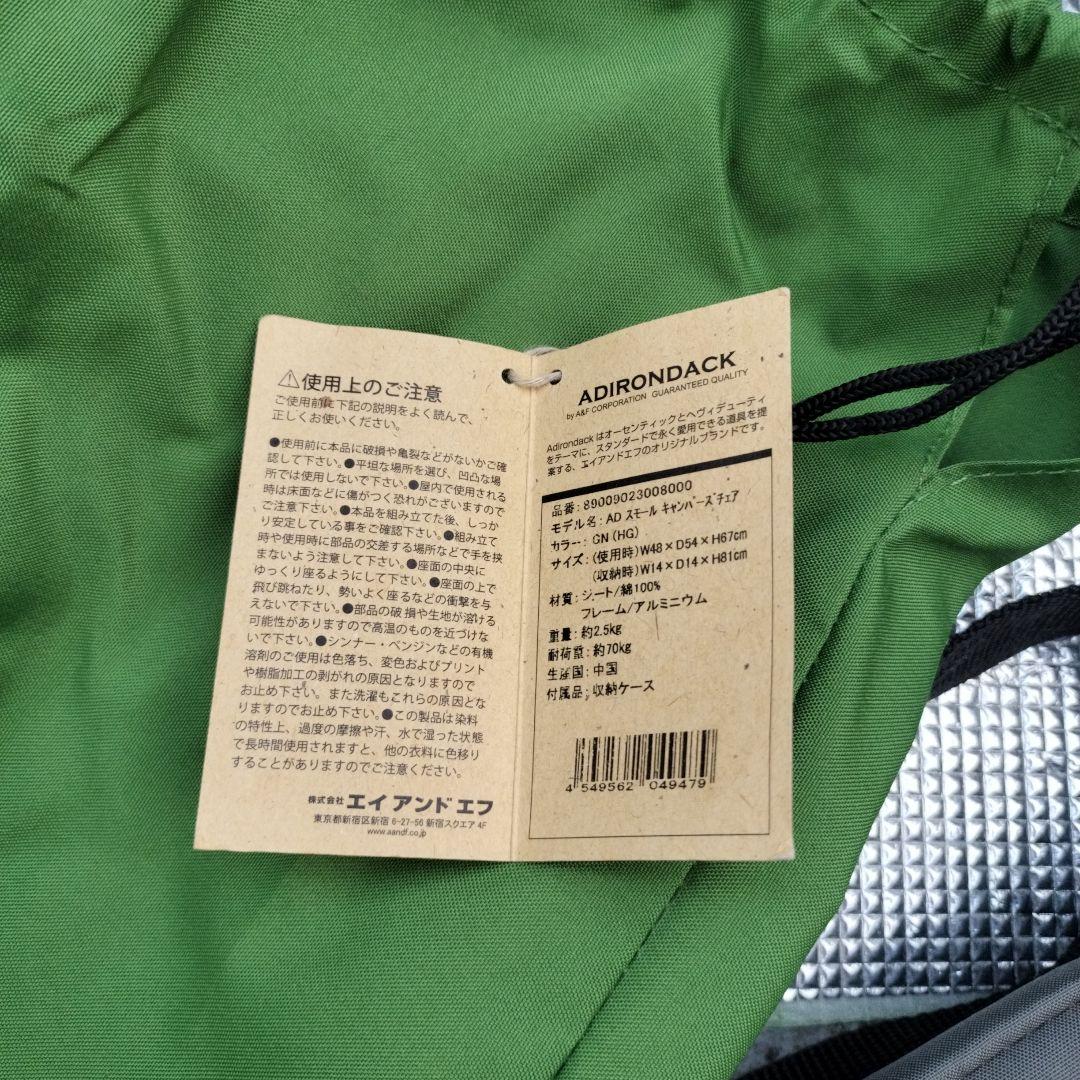 ⚠使用上のご注意
ご使用前に下記の説明をよく読んで、
正しくお使いください。
●使用前に本品に破損や亀裂などがないかご確
認して下さい。●平坦な場所を選び、凹凸な場
所では使用しないで下さい。●屋内で使用される
時は床面などに傷がつく恐れがございますので
ご注意下さい。●本品を組み立てた後、しっか
り安定している事をご確認下さい。●組み立て
時や使用時に部品の交差する場所などで手を挟
まないよう注意して下さい。●座面の中央に
ゆっくり座るようにして下さい。●座面の上で
飛び跳ねたり、勢いよく座るなどの衝撃を与
えないで下さい。●部品の破損や生地が溶ける
可能性がありますので高温のものを近づけな
いで下さい。●シンナー・ベンジンなどの有機
溶剤のご使用は色落ち、変色およびプリント
や樹脂加工の剥がれの原因となりますので
お止め下さい。また洗濯もこれらの原因とな
りますのでお止め下さい。●この製品は染料
の特性上、過度の摩擦や汗、水で湿った状態
で長時間使用されますと、他の衣料に色移り
することがありますのでご注意ください。
株式会社 エイ アンド エフ
東京都新宿区新宿 6-27-56 新宿スクエア 4F
www.aandf.co.jp
ADIRONDACK
by A&F CORPORATION GUARANTEED QUALITY
Adirondack はオーセンティックとヘヴィデューティ
をテーマに、スタンダードで永く愛用できる道具を提
案する、エイアンドエフのオリジナルブランドです。
品番: 89009023008000
モデル名: AD スモール キャンバーズチェア
カラー: GN(HG)
サイズ: (使用時)W48×D54×H67cm
(収納時)W14×D14×H81cm
材質: シート/綿100%
フレーム/アルミニウム
重量: 約2.5kg
耐荷重: 約70kg
生産国: 中国
付属品: 収納ケース
4 549562 049479